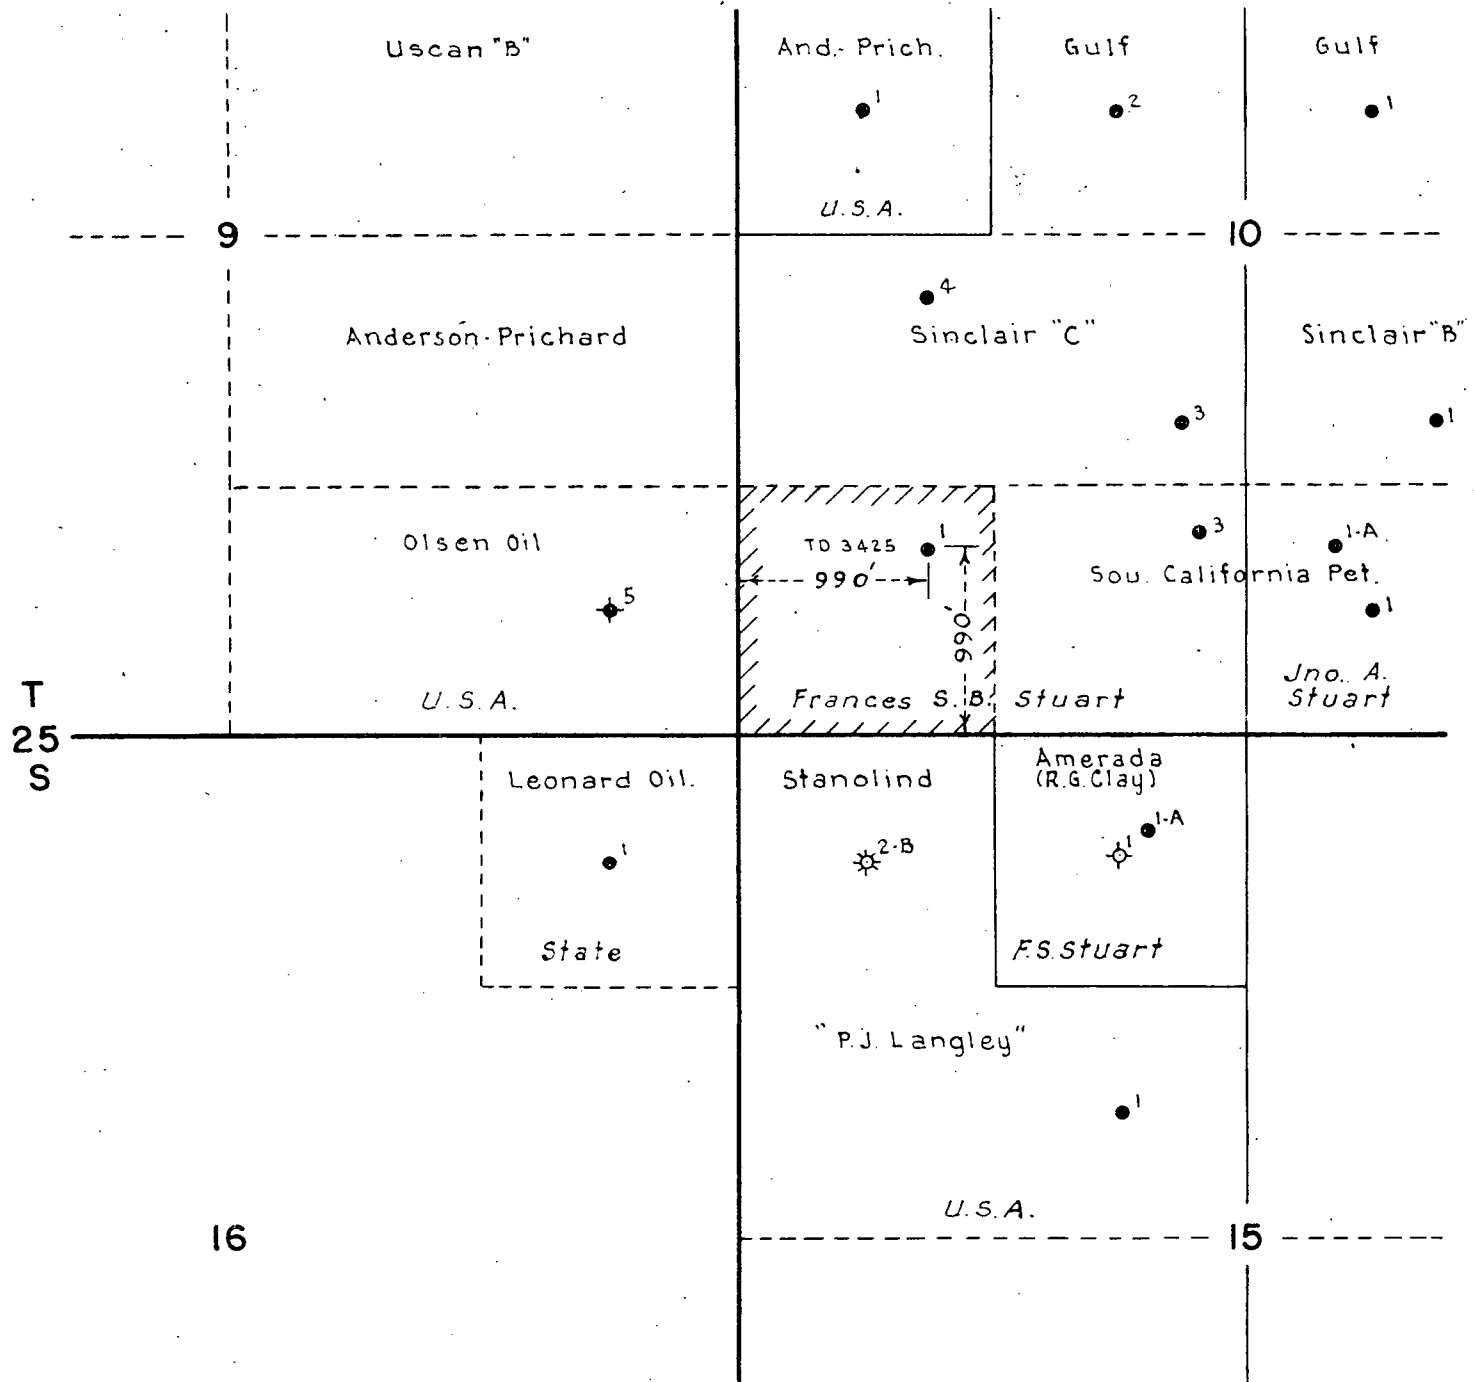 Uscan "B"
And.- Prich.
Gulf
Gulf
1
2
1
U.S.A.
9
10
4
Anderson-Prichard
Sinclair "C"
Sinclair "B"
3
1
Olsen Oil
TD 3425
1
3
1-A
990'
Sou. California Pet.
5
1
990'
Jno. A.
Stuart
U.S.A.
Frances S. B. Stuart
T
25
S
Leonard Oil.
Stanolind
Amerada
(R.G.Clay)
1-A
1
2-B
1
State
F.S. Stuart
"P.J. Langley"
1
U.S.A.
16
15